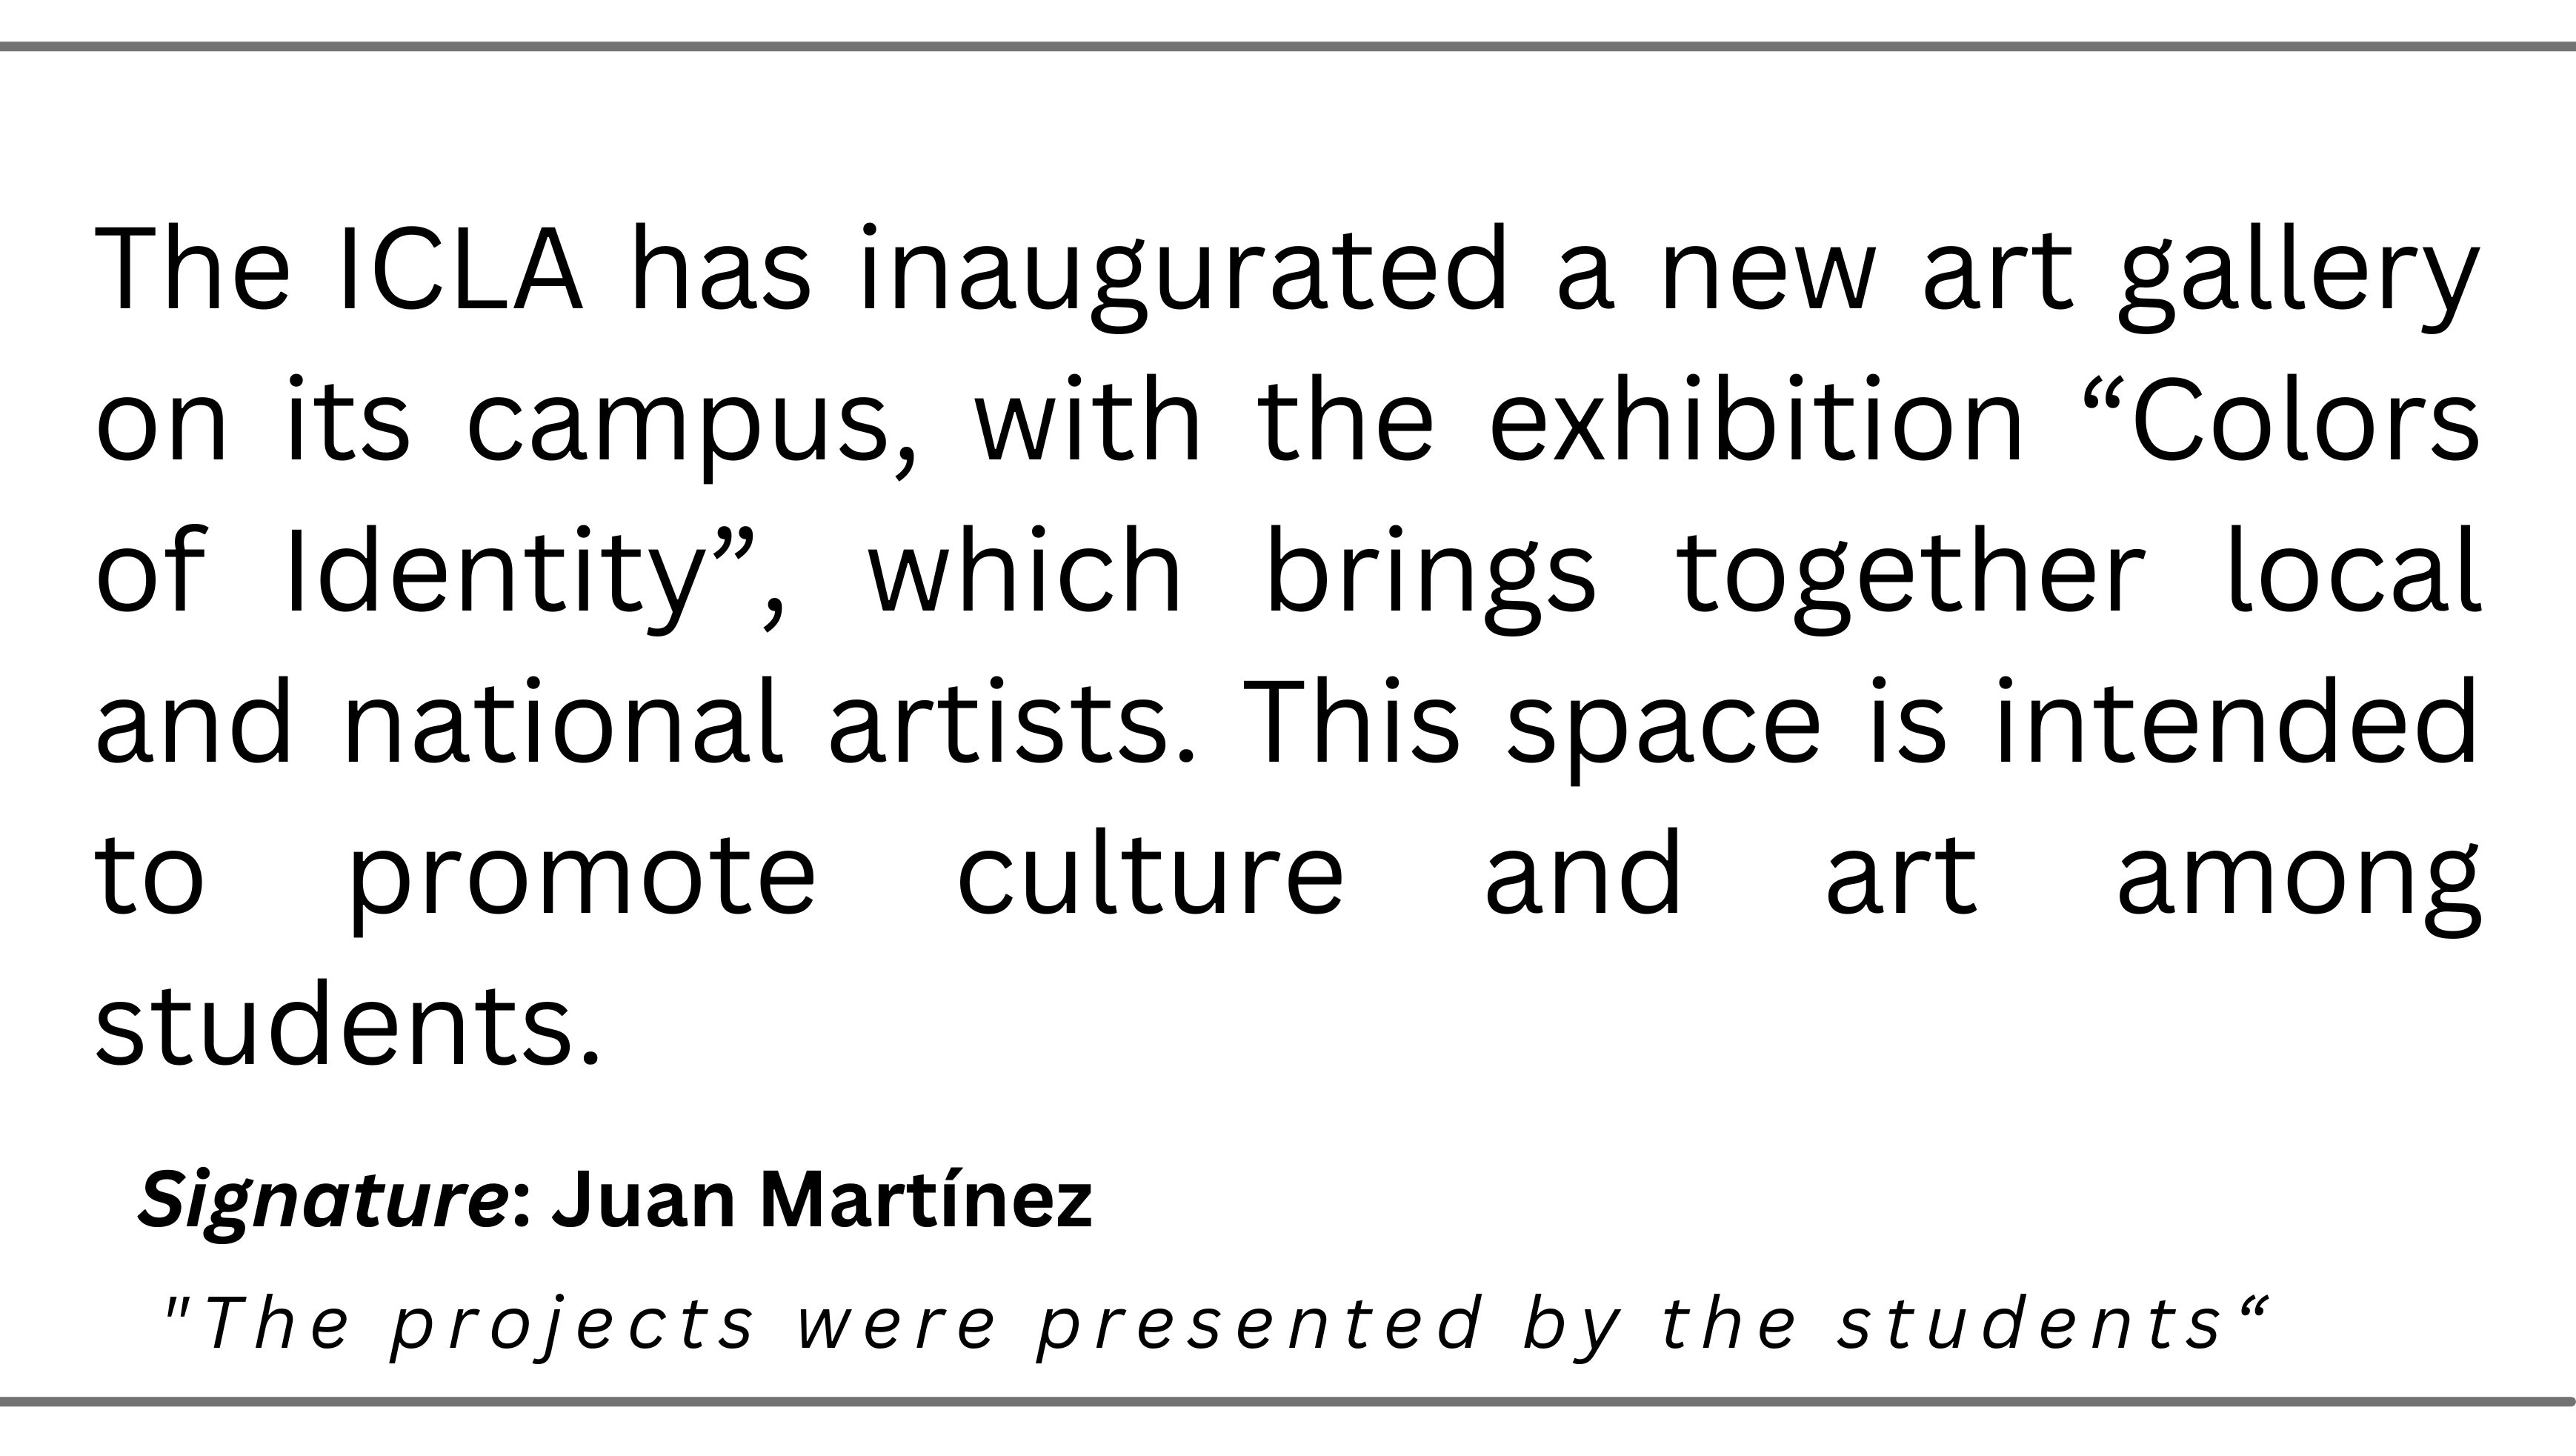 The ICLA has inaugurated a new art gallery
on its campus, with the exhibition “Colors
of Identity”, which brings together local
and national artists. This space is intended
to promote culture and art among
students.
Signature: Juan Martínez
"The projects were presented by the students“